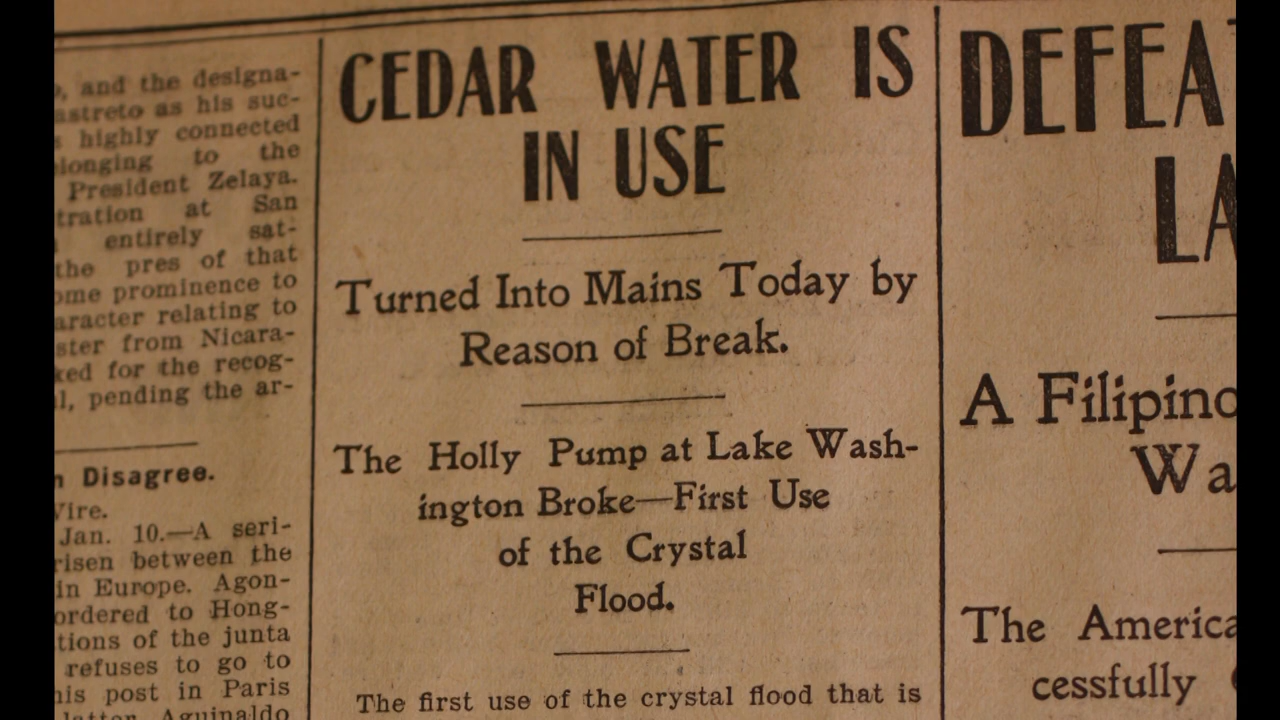 and the designa-
astreto as his suc-
highly connected
longing to the
President Zelaya.
tration at San
entirely sat-
the pres of that
ome prominence to
aracter relating to
ster from Nicara-
ked for the recog-
l, pending the ar-
n Disagree.
Wire.
Jan. 10.—A seri-
risen between the
in Europe. Agon-
ordered to Hong-
tions of the junta
refuses to go to
his post in Paris
latter, Aguinaldo
CEDAR WATER IS
IN USE
Turned Into Mains Today by
Reason of Break.
The Holly Pump at Lake Wash-
ington Broke—First Use
of the Crystal
Flood.
The first use of the crystal flood that is
DEFEAT
LA
A Filipino
Wa
The America
cessfully